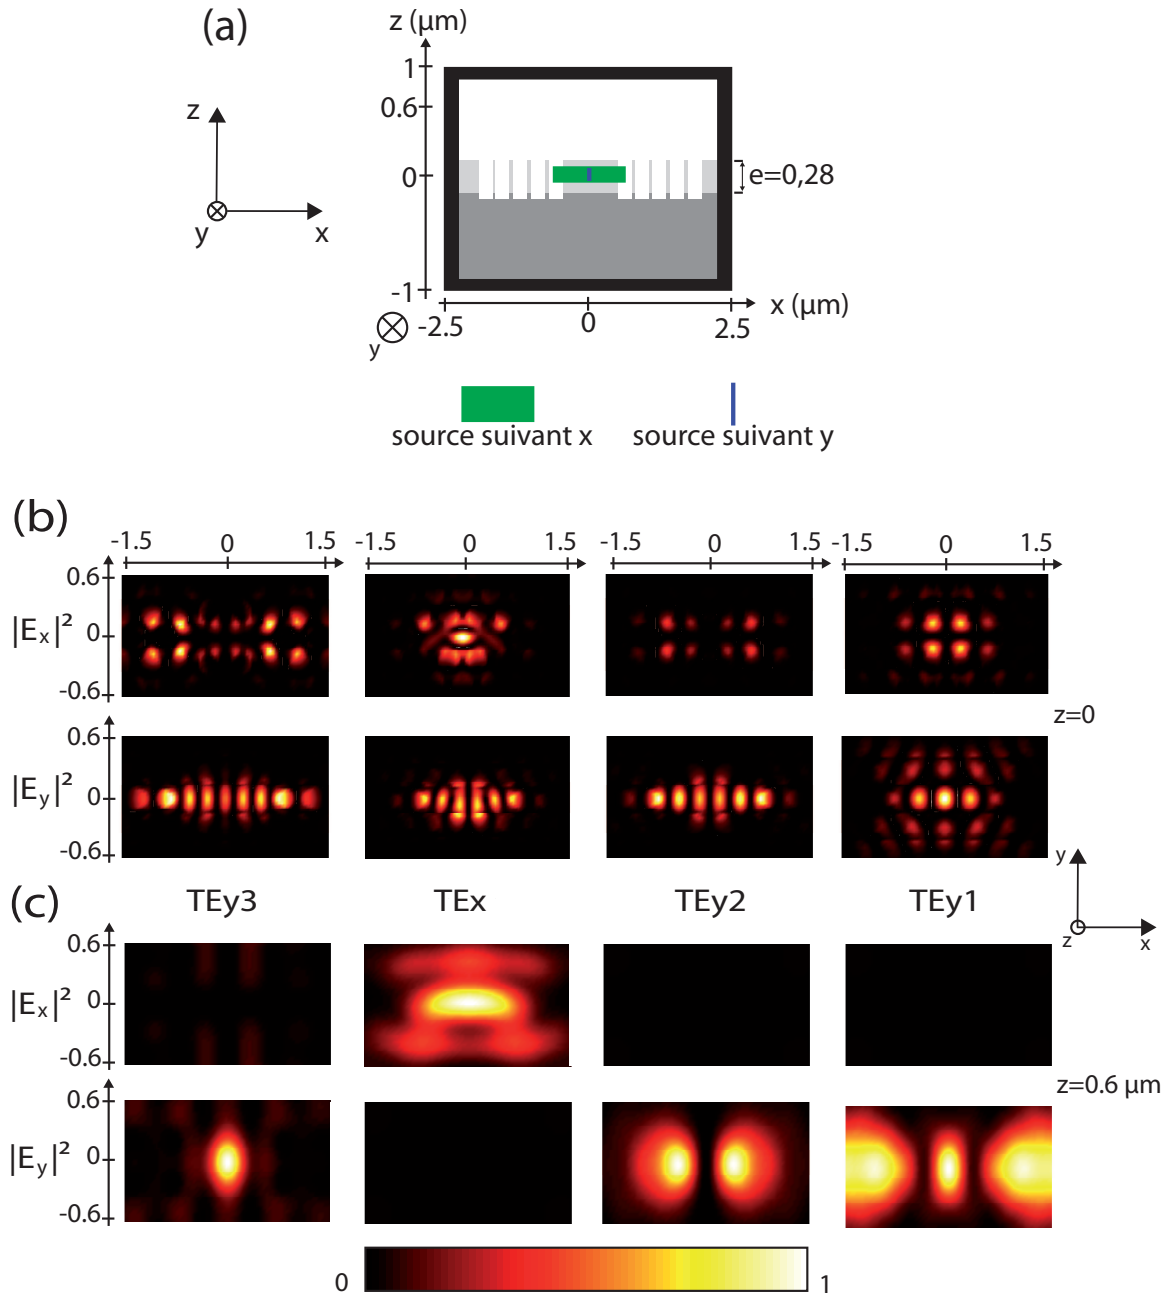 (a)
z (µm)
1
0.6
0
-1
z
y
x
e=0,28
y
-2.5
0
2.5
x (µm)
source suivant x
source suivant y
(b)
-1.5 0 1.5 -1.5 0 1.5 -1.5 0 1.5 -1.5 0 1.5
0.6
|Ex|² 0
-0.6
z=0
0.6
|Ey|² 0
-0.6
y
z
x
(c)
TEy3 TEx TEy2 TEy1
0.6
|Ex|² 0
-0.6
z=0.6 µm
0.6
|Ey|² 0
-0.6
0 1